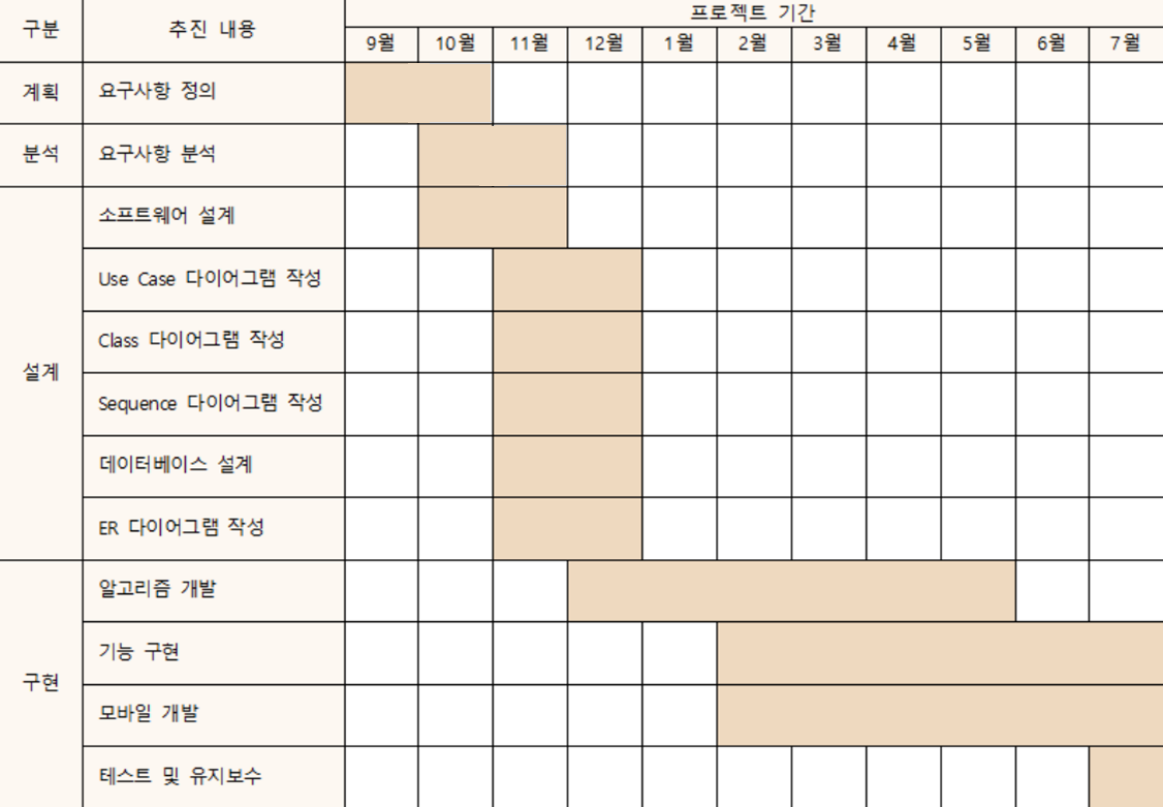 구분 추진 내용 프로젝트 기간
9월 10월 11월 12월 1월 2월 3월 4월 5월 6월 7월
계획 요구사항 정의
분석 요구사항 분석
설계 소프트웨어 설계
Use Case 다이어그램 작성
Class 다이어그램 작성
Sequence 다이어그램 작성
데이터베이스 설계
ER 다이어그램 작성
구현 알고리즘 개발
기능 구현
모바일 개발
테스트 및 유지보수